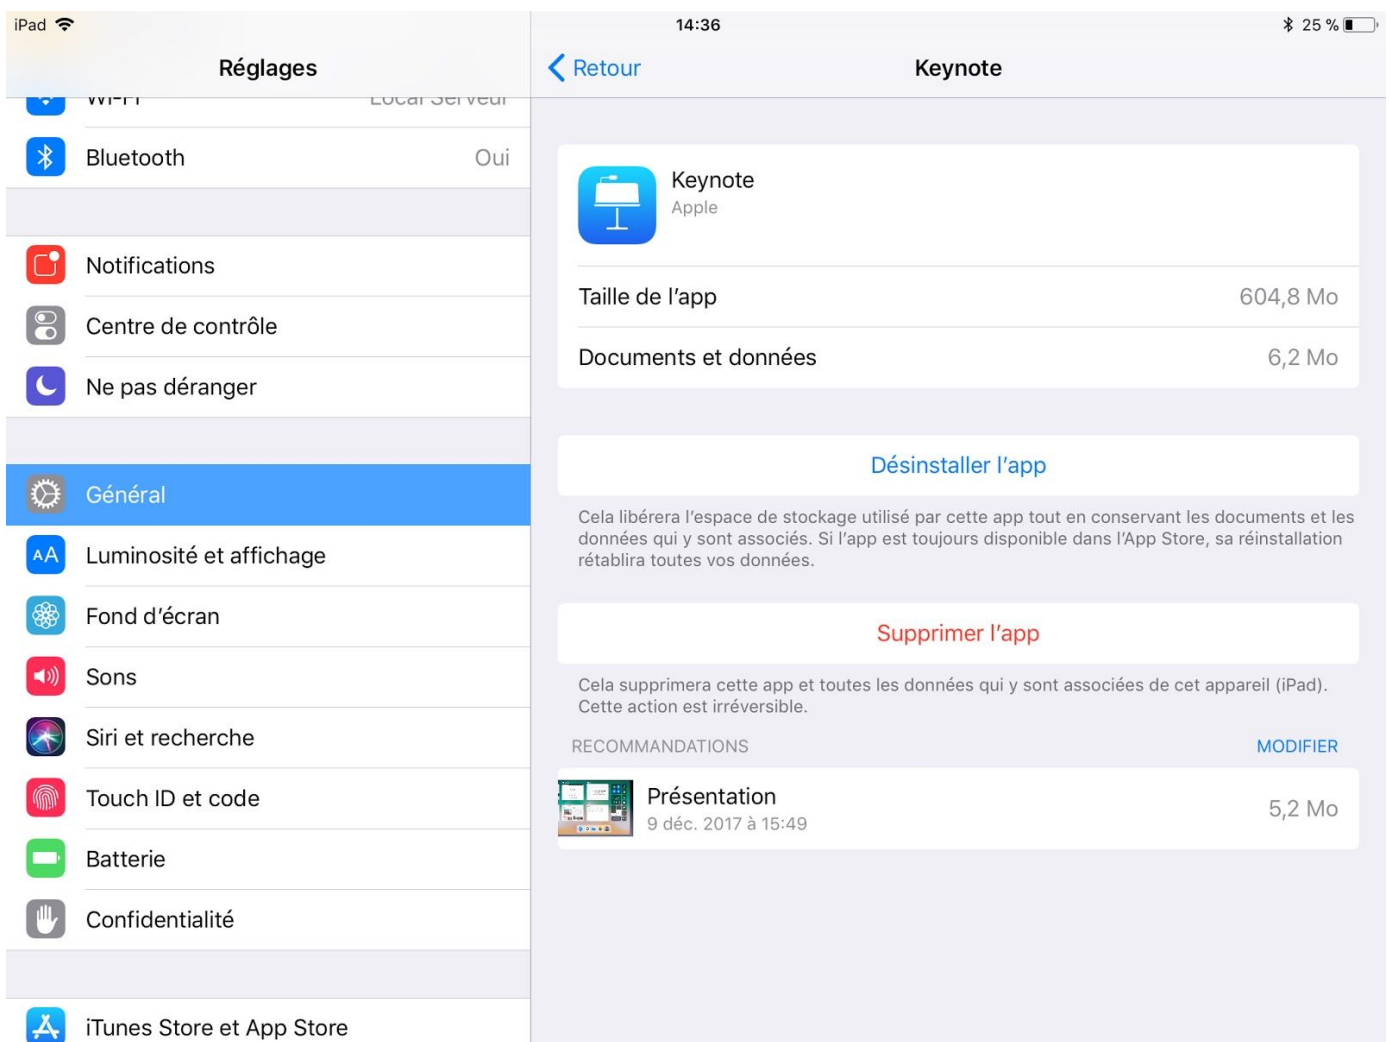 iPad
14:36
25 %
Réglages
Retour
Keynote
Wi-Fi
Local Serveur
Bluetooth
Oui
Notifications
Centre de contrôle
Ne pas déranger
Général
AA
Luminosité et affichage
Fond d’écran
Sons
Siri et recherche
Touch ID et code
Batterie
Confidentialité
iTunes Store et App Store
Keynote
Apple
Taille de l’app
604,8 Mo
Documents et données
6,2 Mo
Désinstaller l’app
Cela libérera l’espace de stockage utilisé par cette app tout en conservant les documents et les
données qui y sont associés. Si l’app est toujours disponible dans l’App Store, sa réinstallation
rétablira toutes vos données.
Supprimer l’app
Cela supprimera cette app et toutes les données qui y sont associées de cet appareil (iPad).
Cette action est irréversible.
RECOMMANDATIONS
MODIFIER
Présentation
9 déc. 2017 à 15:49
5,2 Mo